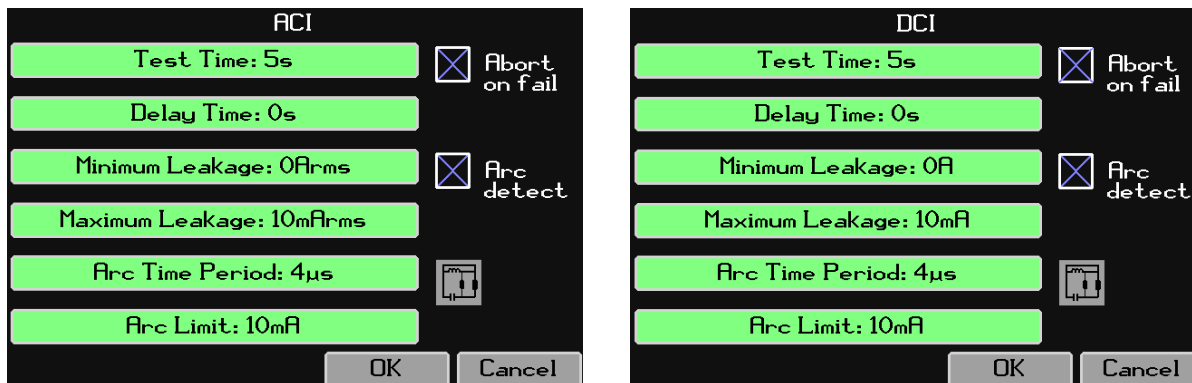 ACI
Test Time: 5s
Abort
on fail
Delay Time: 0s
Minimum Leakage: 0Arms
Arc
detect
Maximum Leakage: 10mArms
Arc Time Period: 4µs
Arc Limit: 10mA
OK
Cancel
DCI
Test Time: 5s
Abort
on fail
Delay Time: 0s
Minimum Leakage: 0A
Arc
detect
Maximum Leakage: 10mA
Arc Time Period: 4µs
Arc Limit: 10mA
OK
Cancel